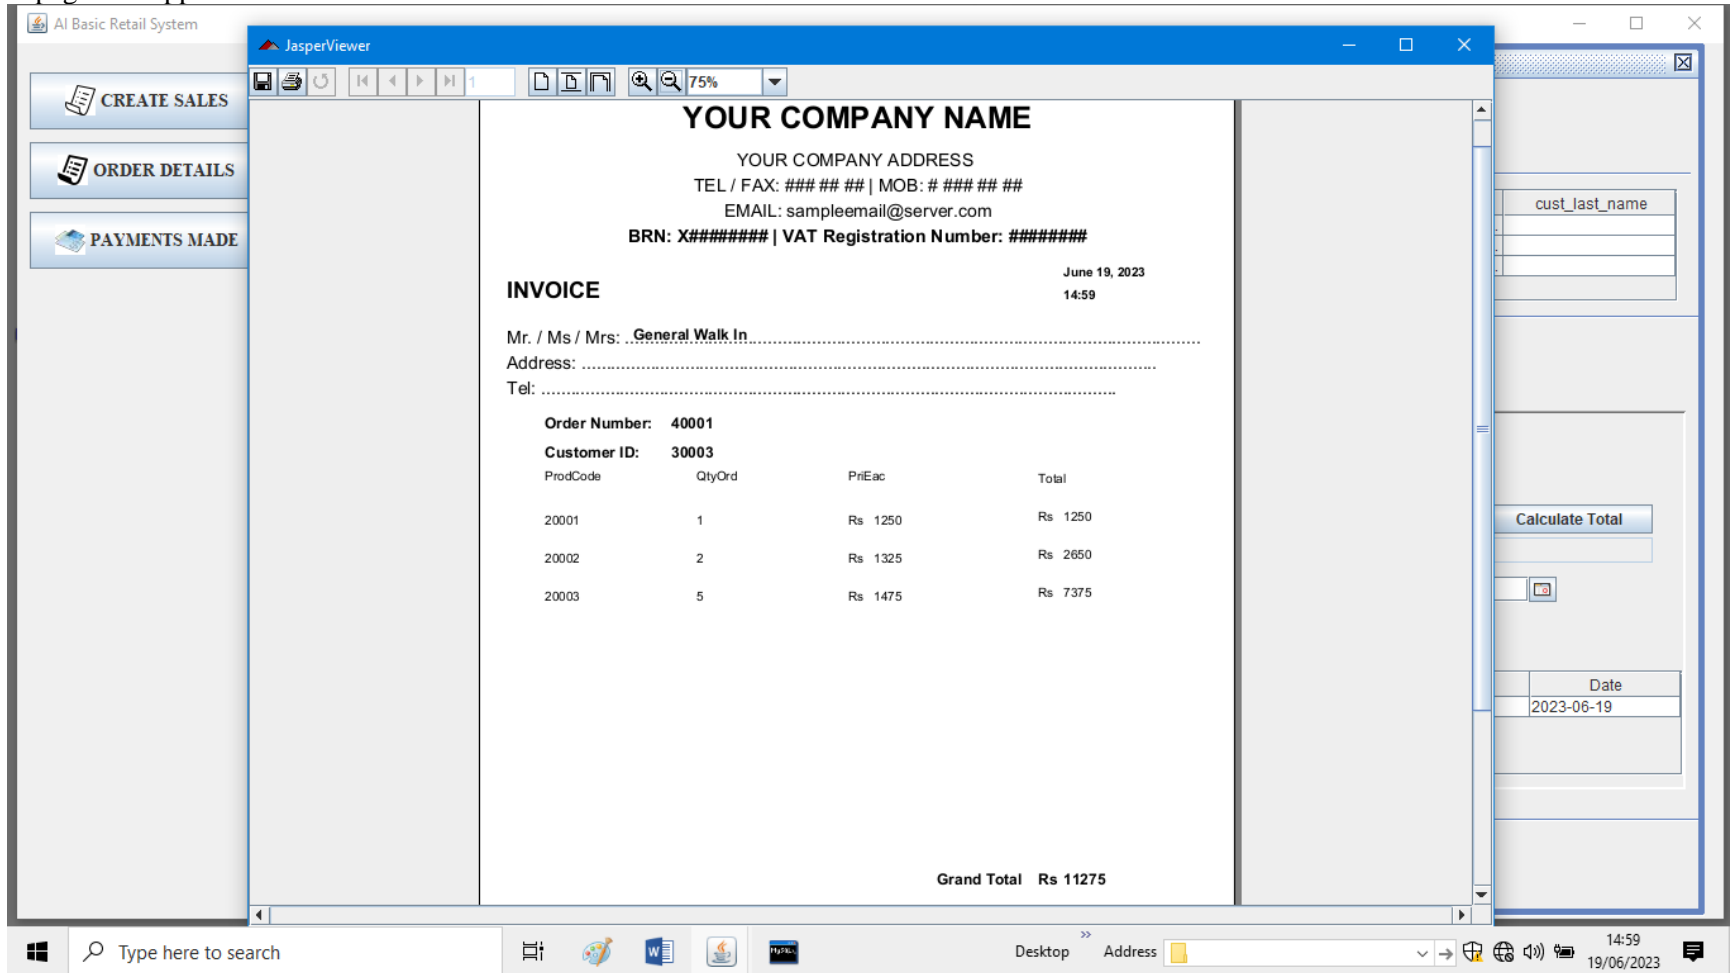 AI Basic Retail System
JasperViewer
1
75%
CREATE SALES
ORDER DETAILS
PAYMENTS MADE
YOUR COMPANY NAME
YOUR COMPANY ADDRESS
TEL / FAX: ### ## ## | MOB: # ### ## ##
EMAIL: sampleemail@server.com
BRN: X######## | VAT Registration Number: ########
June 19, 2023
INVOICE
14:59
Mr. / Ms / Mrs: General Walk In
Address:
Tel:
Order Number: 40001
Customer ID: 30003
ProdCode QtyOrd PriEac Total
20001 1 Rs 1250 Rs 1250
20002 2 Rs 1325 Rs 2650
20003 5 Rs 1475 Rs 7375
Grand Total Rs 11275
cust_last_name
Calculate Total
Date
2023-06-19
Type here to search
Desktop
Address
14:59
19/06/2023